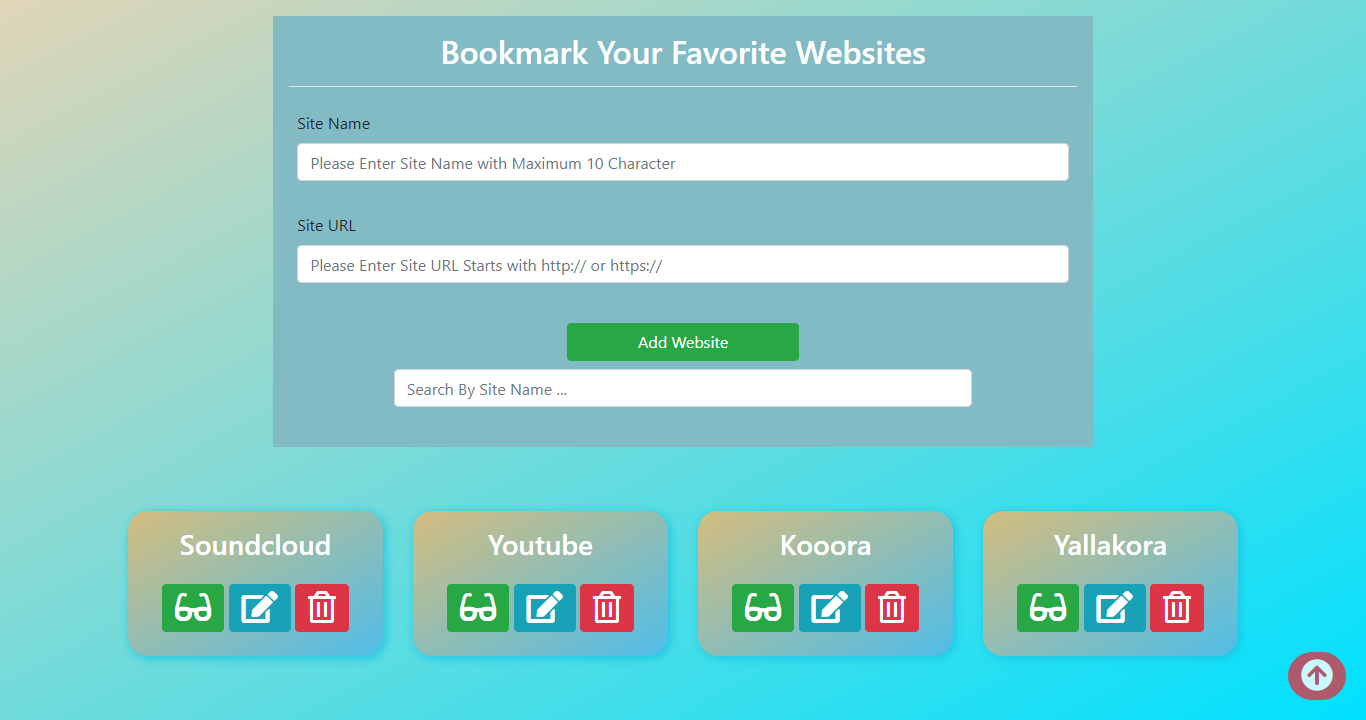 Bookmark Your Favorite Websites
Site Name
Please Enter Site Name with Maximum 10 Character
Site URL
Please Enter Site URL Starts with http:// or https://
Add Website
Search By Site Name ...
Soundcloud
Youtube
Kooora
Yallakora